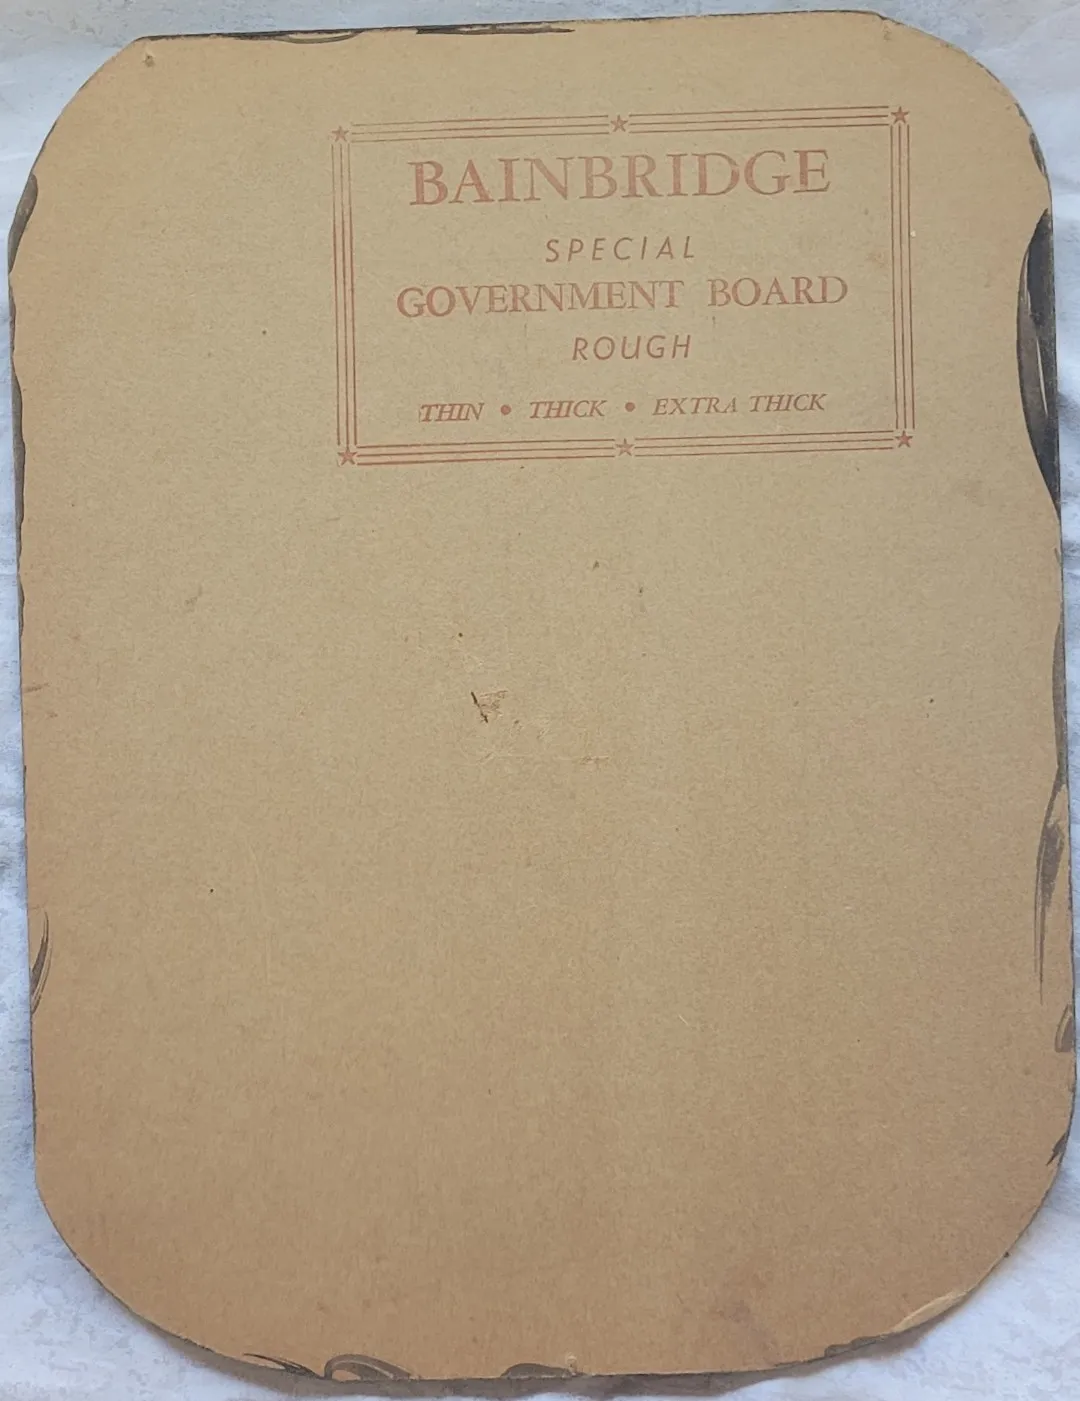 BAINBRIDGE
SPECIAL
GOVERNMENT BOARD
ROUGH
THIN • THICK • EXTRA THICK